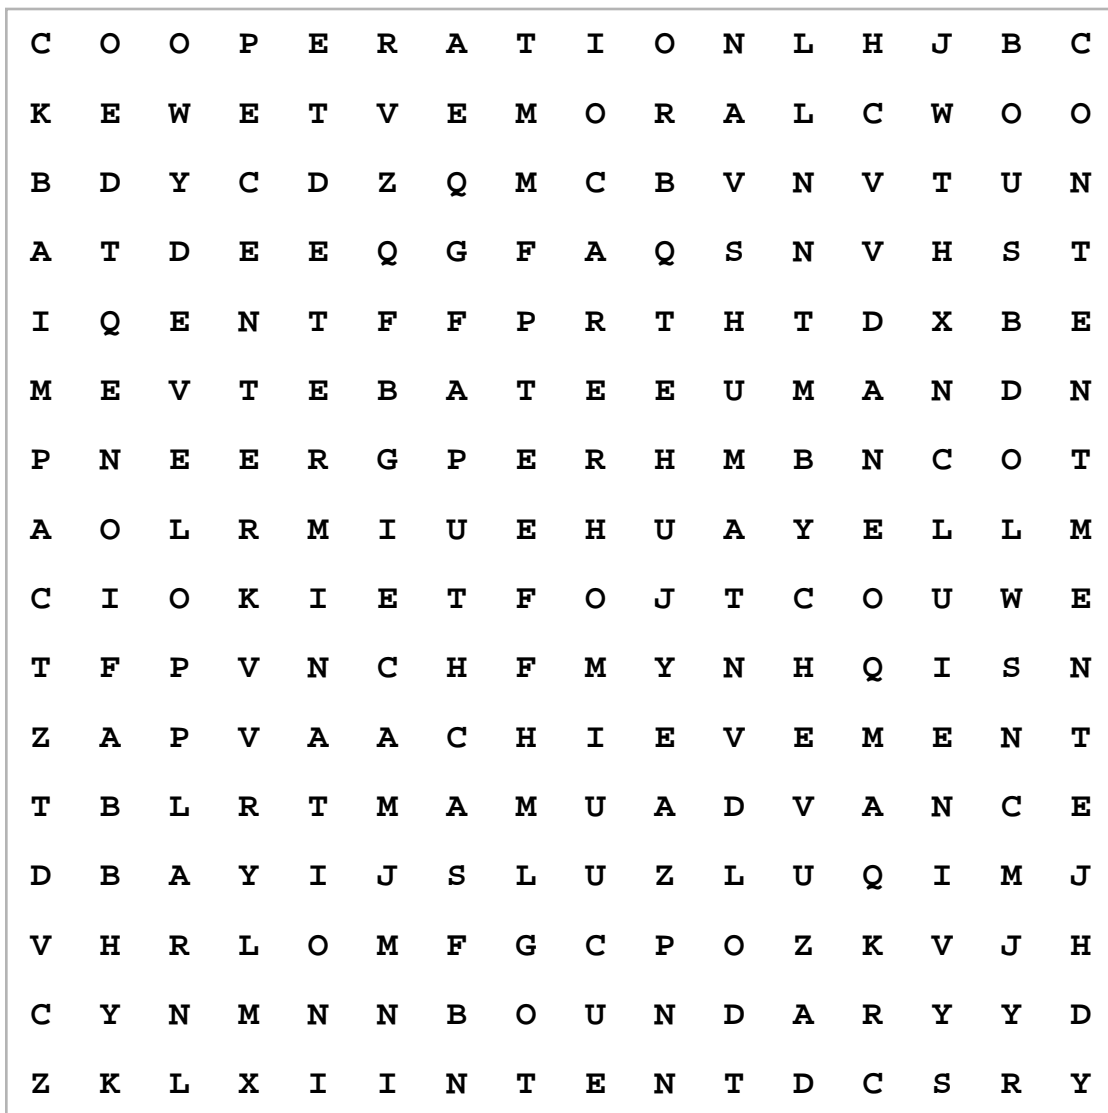 C O O P E R A T I O N L H J B C
K E W E T V E M O R A L C W O O
B D Y C D Z Q M C B V N V T U N
A T D E E Q G F A Q S N V H S T
I Q E N T F F P R T H T D X B E
M E V T E B A T E E U M A N D N
P N E E R G P E R H M B N C O T
A O L R M I U E H U A Y E L L M
C I O K I E T F O J T C O U W E
T F P V N C H F M Y N H Q I S N
Z A P V A A C H I E V E M E N T
T B L R T M A M U A D V A N C E
D B A Y I J S L U Z L U Q I M J
V H R L O M F G C P O Z K V J H
C Y N M N N B O U N D A R Y Y D
Z K L X I I N T E N T D C S R Y